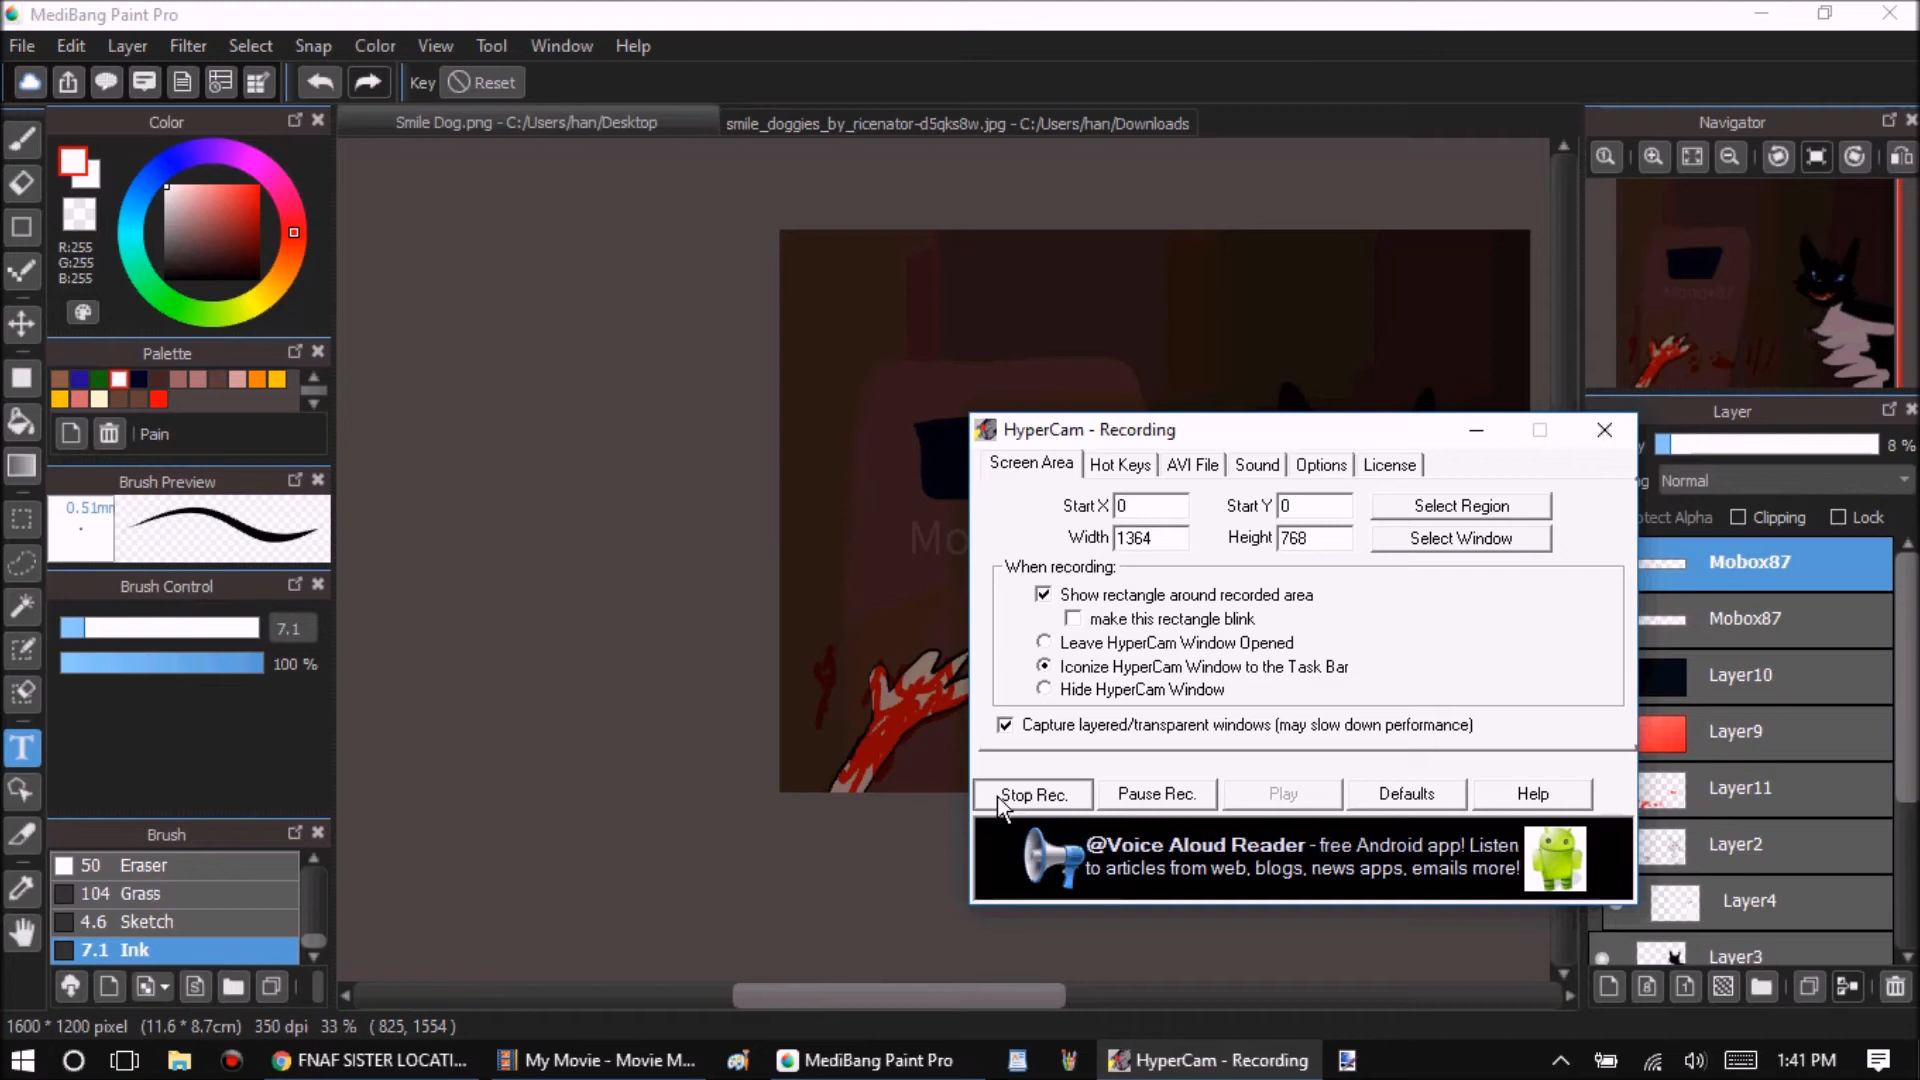 MediBang Paint Pro
File Edit Layer Filter Select Snap Color View Tool Window Help
Key Reset
Color
Smile Dog.png - C:/Users/han/Desktop
smile_doggies_by_ricenator-d5qks8w.jpg - C:/Users/han/Downloads
Navigator
R:255
G:255
B:255
Palette
Pain
Brush Preview
0.51mm
Brush Control
7.1
100 %
Brush
50 Eraser
104 Grass
4.6 Sketch
7.1 Ink
Mobox87
Mo
HyperCam - Recording
Screen Area Hot Keys AVI File Sound Options License
Start X 0 Start Y 0 Select Region
Width 1364 Height 768 Select Window
When recording:
Show rectangle around recorded area
make this rectangle blink
Leave HyperCam Window Opened
Iconize HyperCam Window to the Task Bar
Hide HyperCam Window
Capture layered/transparent windows (may slow down performance)
Stop Rec. Pause Rec. Play Defaults Help
@Voice Aloud Reader - free Android app! Listen
to articles from web, blogs, news apps, emails more!
Layer
8 %
Normal
Clipping Lock
Mobox87
Mobox87
Layer10
Layer9
Layer11
Layer2
Layer4
Layer3
1600 * 1200 pixel (11.6 * 8.7cm) 350 dpi 33 % ( 825, 1554 )
FNAF SISTER LOCATI... My Movie - Movie M... MediBang Paint Pro HyperCam - Recording 1:41 PM